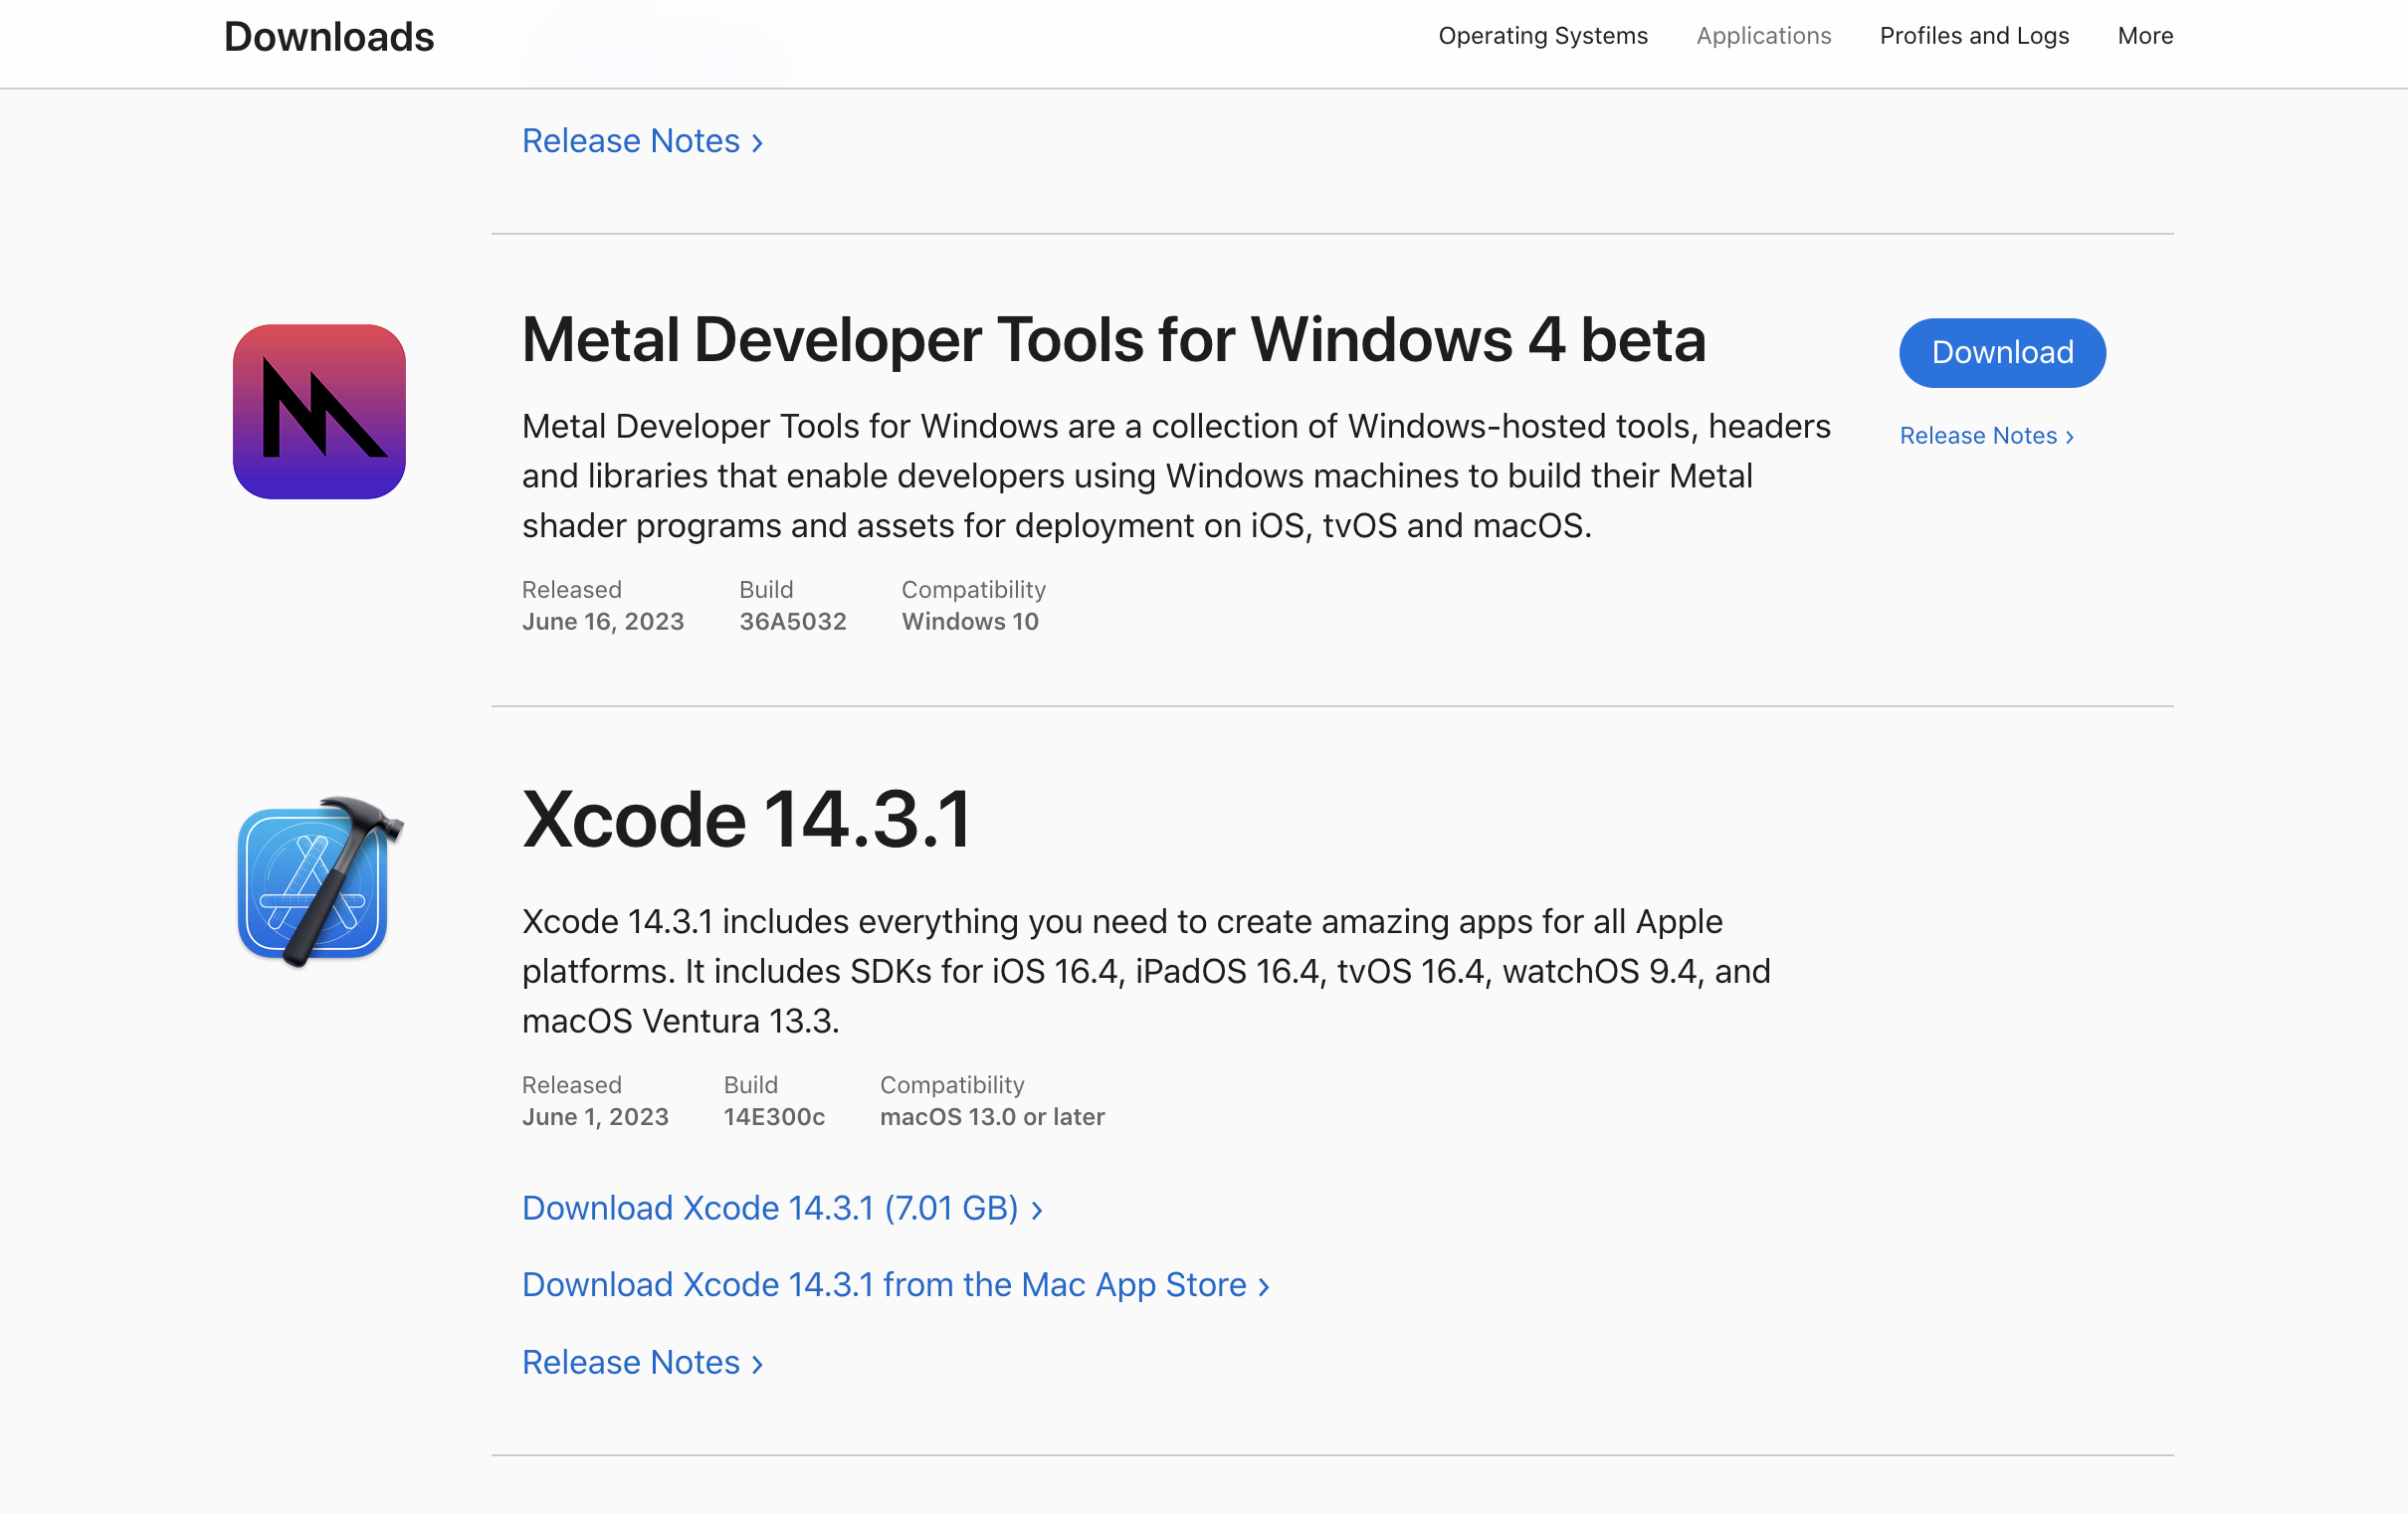 Downloads
Operating Systems
Applications
Profiles and Logs
More
Release Notes ›
Metal Developer Tools for Windows 4 beta
Download
Metal Developer Tools for Windows are a collection of Windows-hosted tools, headers
and libraries that enable developers using Windows machines to build their Metal
shader programs and assets for deployment on iOS, tvOS and macOS.
Release Notes ›
Released Build Compatibility
June 16, 2023 36A5032 Windows 10
Xcode 14.3.1
Xcode 14.3.1 includes everything you need to create amazing apps for all Apple
platforms. It includes SDKs for iOS 16.4, iPadOS 16.4, tvOS 16.4, watchOS 9.4, and
macOS Ventura 13.3.
Released Build Compatibility
June 1, 2023 14E300c macOS 13.0 or later
Download Xcode 14.3.1 (7.01 GB) ›
Download Xcode 14.3.1 from the Mac App Store ›
Release Notes ›